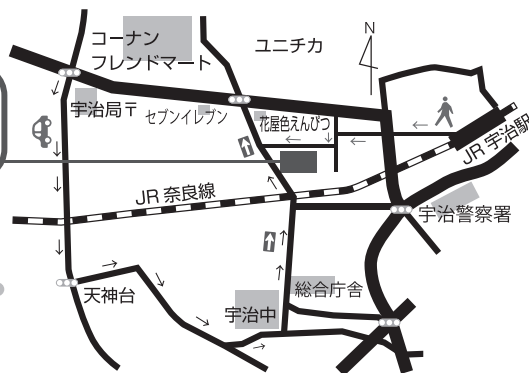 コーナン
フレンドマート
ユニチカ
N
宇治局〒
セブンイレブン
花屋色えんぴつ
JR 宇治駅
JR 奈良線
宇治警察署
天神台
総合庁舎
宇治中